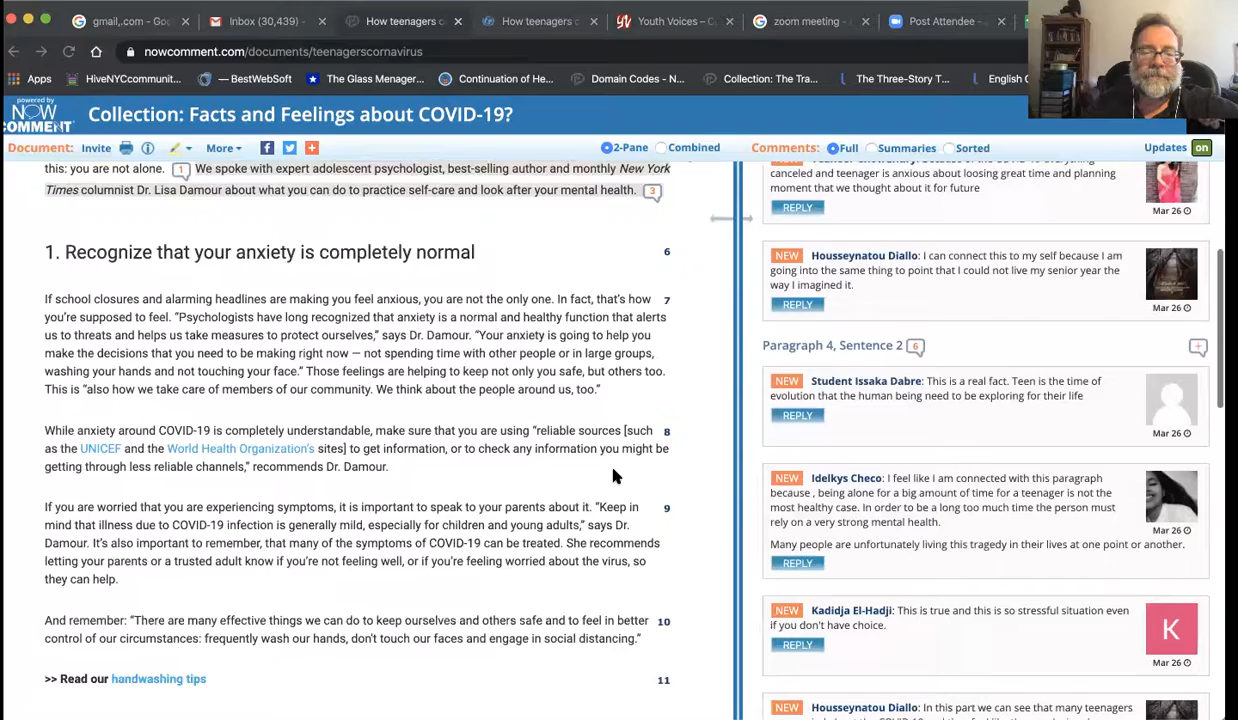 gmail,.com - Go
Inbox (30,439) -
How teenagers c
How teenagers c
Youth Voices – C
zoom meeting -
Post Attendee -
nowcomment.com/documents/teenagerscornavirus
Apps
HiveNYCcommunit...
— BestWebSoft
The Glass Menager...
Continuation of He...
Domain Codes - N...
Collection: The Tra...
The Three-Story T...
English
powered by
NOW
COMMENT
Collection: Facts and Feelings about COVID-19?
Document: Invite More
2-Pane Combined
Comments: Full Summaries Sorted
Updates on
this: you are not alone. 1 We spoke with expert adolescent psychologist, best-selling author and monthly New York
Times columnist Dr. Lisa Damour about what you can do to practice self-care and look after your mental health. 3
1. Recognize that your anxiety is completely normal 6
If school closures and alarming headlines are making you feel anxious, you are not the only one. In fact, that's how 7
you're supposed to feel. “Psychologists have long recognized that anxiety is a normal and healthy function that alerts
us to threats and helps us take measures to protect ourselves,” says Dr. Damour. “Your anxiety is going to help you
make the decisions that you need to be making right now — not spending time with other people or in large groups,
washing your hands and not touching your face.” Those feelings are helping to keep not only you safe, but others too.
This is “also how we take care of members of our community. We think about the people around us, too.”
While anxiety around COVID-19 is completely understandable, make sure that you are using “reliable sources [such 8
as the UNICEF and the World Health Organization's sites] to get information, or to check any information you might be
getting through less reliable channels,” recommends Dr. Damour.
If you are worried that you are experiencing symptoms, it is important to speak to your parents about it. “Keep in 9
mind that illness due to COVID-19 infection is generally mild, especially for children and young adults,” says Dr.
Damour. It's also important to remember, that many of the symptoms of COVID-19 can be treated. She recommends
letting your parents or a trusted adult know if you're not feeling well, or if you're feeling worried about the virus, so
they can help.
And remember: “There are many effective things we can do to keep ourselves and others safe and to feel in better 10
control of our circumstances: frequently wash our hands, don't touch our faces and engage in social distancing.”
>> Read our handwashing tips 11
canceled and teenager is anxious about loosing great time and planning
moment that we thought about it for future
REPLY
Mar 26
NEW Housseynatou Diallo: I can connect this to my self because I am
going into the same thing to point that I could not live my senior year the
way I imagined it.
REPLY
Mar 26
Paragraph 4, Sentence 2 6
NEW Student Issaka Dabre: This is a real fact. Teen is the time of
evolution that the human being need to be exploring for their life
REPLY
Mar 26
NEW Idelkys Checo: I feel like I am connected with this paragraph
because , being alone for a big amount of time for a teenager is not the
most healthy case. In order to be a long too much time the person must
rely on a very strong mental health.
Mar 26
Many people are unfortunately living this tragedy in their lives at one point or another.
REPLY
NEW Kadidja El-Hadji: This is true and this is so stressful situation even
if you don't have choice.
REPLY
K
Mar 26
NEW Housseynatou Diallo: In this part we can see that many teenagers